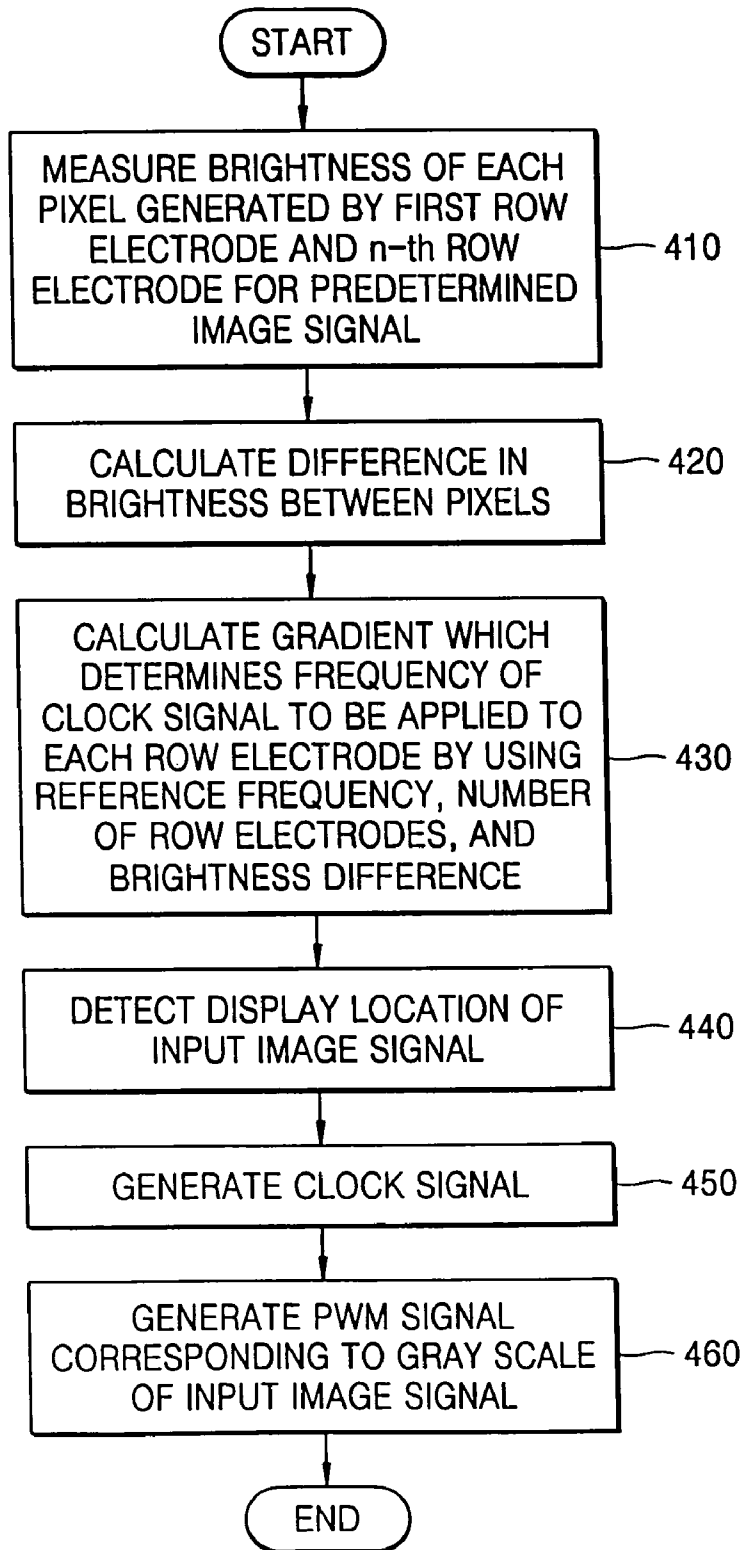 START
MEASURE BRIGHTNESS OF EACH
PIXEL GENERATED BY FIRST ROW
ELECTRODE AND n-th ROW
ELECTRODE FOR PREDETERMINED
IMAGE SIGNAL
410
CALCULATE DIFFERENCE IN
BRIGHTNESS BETWEEN PIXELS
420
CALCULATE GRADIENT WHICH
DETERMINES FREQUENCY OF
CLOCK SIGNAL TO BE APPLIED TO
EACH ROW ELECTRODE BY USING
REFERENCE FREQUENCY, NUMBER
OF ROW ELECTRODES, AND
BRIGHTNESS DIFFERENCE
430
DETECT DISPLAY LOCATION OF
INPUT IMAGE SIGNAL
440
GENERATE CLOCK SIGNAL
450
GENERATE PWM SIGNAL
CORRESPONDING TO GRAY SCALE
OF INPUT IMAGE SIGNAL
460
END